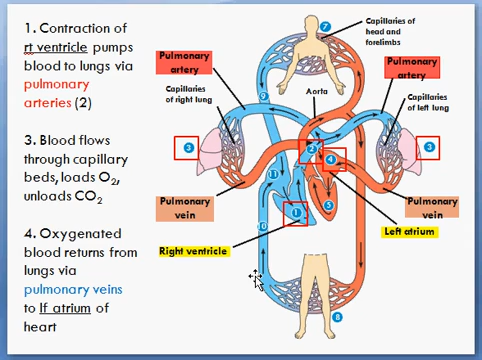 1. Contraction of
rt ventricle pumps
blood to lungs via
pulmonary
arteries (2)
3. Blood flows
through capillary
beds, loads O₂,
unloads CO₂
4. Oxygenated
blood returns from
lungs via
pulmonary veins
to lf atrium of
heart
7
Capillaries of
head and
forelimbs
Pulmonary
artery
Pulmonary
artery
Capillaries
of right lung
9
Aorta
Capillaries
of left lung
3
2
3
4
11
Pulmonary
vein
1
5
Pulmonary
vein
10
Right ventricle
Left atrium
8